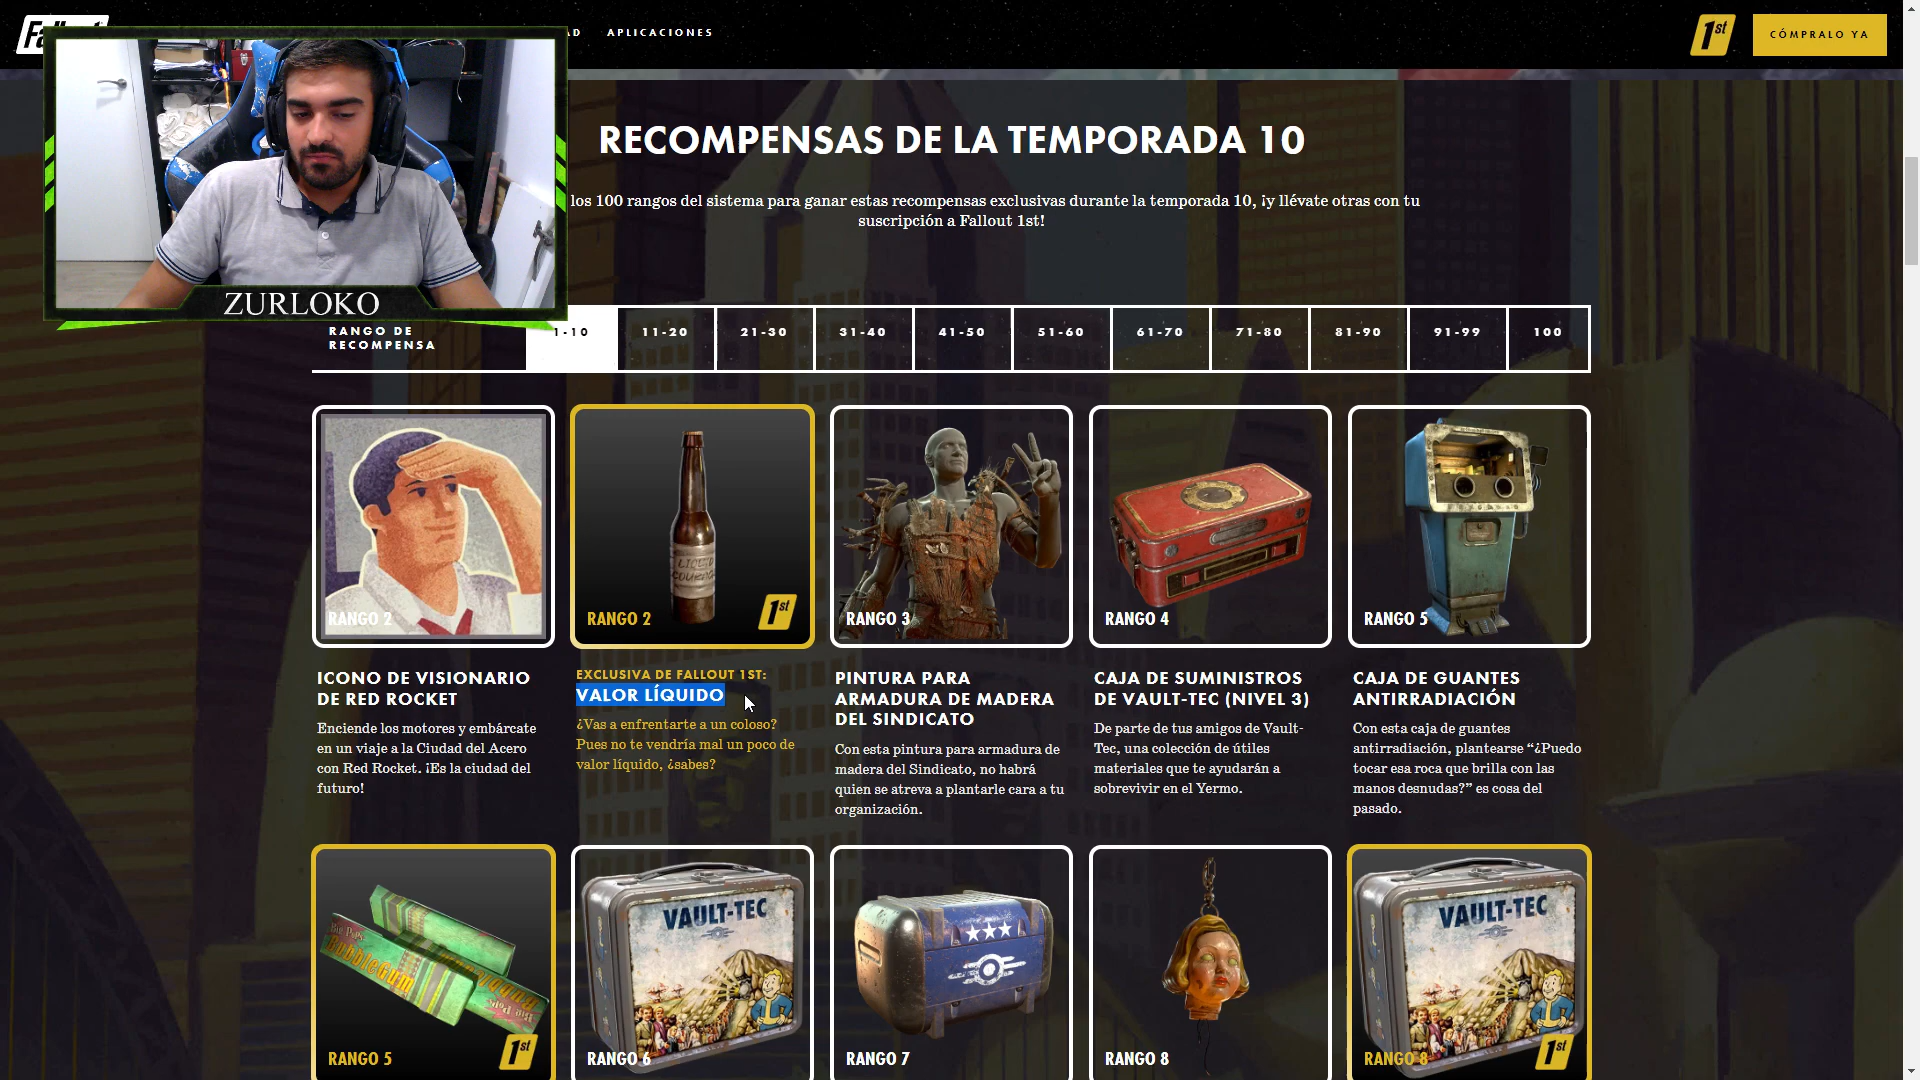 APLICACIONES
1st
CÓMPRALO YA
ZURLOKO
RECOMPENSAS DE LA TEMPORADA 10
los 100 rangos del sistema para ganar estas recompensas exclusivas durante la temporada 10, ¡y llévate otras con tu
suscripción a Fallout 1st!
RANGO DE
RECOMPENSA
1-10
11-20
21-30
31-40
41-50
51-60
61-70
71-80
81-90
91-99
100
RANGO 2
ICONO DE VISIONARIO
DE RED ROCKET
Enciende los motores y embárcate
en un viaje a la Ciudad del Acero
con Red Rocket. ¡Es la ciudad del
futuro!
LIQUID
COURAGE
RANGO 2
1st
EXCLUSIVA DE FALLOUT 1ST:
VALOR LÍQUIDO
¿Vas a enfrentarte a un coloso?
Pues no te vendría mal un poco de
valor líquido, ¿sabes?
RANGO 3
PINTURA PARA
ARMADURA DE MADERA
DEL SINDICATO
Con esta pintura para armadura de
madera del Sindicato, no habrá
quien se atreva a plantarle cara a tu
organización.
RANGO 4
CAJA DE SUMINISTROS
DE VAULT-TEC (NIVEL 3)
De parte de tus amigos de Vault-
Tec, una colección de útiles
materiales que te ayudarán a
sobrevivir en el Yermo.
RANGO 5
CAJA DE GUANTES
ANTIRRADIACIÓN
Con esta caja de guantes
antirradiación, plantearse “¿Puedo
tocar esa roca que brilla con las
manos desnudas?” es cosa del
pasado.
BubbleGum
RANGO 5
1st
VAULT-TEC
RANGO 6
RANGO 7
RANGO 8
VAULT-TEC
RANGO 8
1st